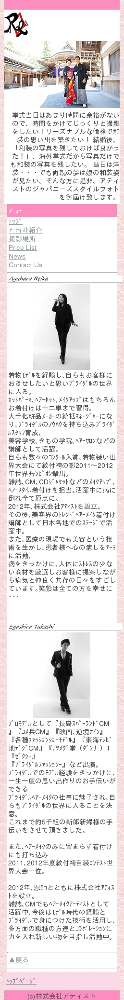 挙式当日はあまり時間に余裕がない
ので、時間をかけてじっくりと撮影
をしたい！リーズナブルな価格で和
装の思い出を築きたい！ 結婚後、
「和装の写真を残しておけば良かっ
た！」、海外挙式だから写真だけで
も和装の写真を残したい。 当日は洋
装・・・でも両親の夢は娘の和装姿
が見たい、そんな方に是非、アティ
ストのジャパニーズスタイルフォト
を御届け致します。
ﾒﾆｭｰ
ﾄｯﾌﾟ
ｱｰﾃｨｽﾄ紹介
撮影場所
Price List
News
Contact Us
Ayuhara Reika
着物ﾓﾃﾞﾙを経験し､自らもお客様に
おきせしたいと思いﾌﾞﾗｲﾀﾞﾙの世界
に入る。
ｶｯﾄﾊﾟｰﾏ､ﾍｱｰｾｯﾄ､ﾒｲｸｱｯﾌﾟはもちろん
お着付けは十二単まで習得。
大手化粧品ﾒｰｶｰの統括ﾏﾈｰｼﾞｬｰにな
り､ﾌﾞﾗｲﾀﾞﾙのﾉｳﾊｳを持ち込みﾌﾞﾗｲﾀﾞ
ﾙｽﾀｯﾌ育成､
美容学校､きもの学院､ﾍｱｰｻﾛﾝなどの
講師として活躍。
自らも数々のｺﾝｸｰﾙ入賞､着物装い世
界大会にて紋付袴の部2011～2012
年世界ﾁｬﾝﾋﾟｵﾝ輩出。
雑誌､CM､CDｼﾞｬｹｯﾄなどのﾒｲｸｱｯﾌﾟ､
ﾍｱｰｽﾀｲﾙ着付けを担当｡活躍中に病に
倒れ全て原点に。
2012年､株式会社ｱﾃｨｽﾄを設立。
その後､美容界のﾄﾚﾝﾄﾞﾍｱｰﾒｲｸ着付け
講師として日本各地でのｽﾃｰｼﾞで活
躍中。
また､医療の現場でも美容という技
術を生かし､患者様へ心の癒しをﾃｰﾏ
に活動､
病をきっかけに､人体にｽﾄﾚｽの少な
い商材を厳選しお客様に提案しなが
ら病気と仲良く共存の日々をすごし
ています｡笑顔は全ての方を幸せに
･･･
Egashira Takashi
ﾌﾟﾛﾓﾃﾞﾙとして『長島ｽﾊﾟｰﾗﾝﾄﾞCM
』『ｺﾒ兵CM』『映画､逆境ﾅｲﾝ』
『各種ﾌｧｯｼｮﾝｼｮｰﾓﾃﾞﾙ』『東海ﾃﾚﾋﾞ
地ﾃﾞｼﾞCM』『ﾅﾂﾒｸﾞ堂（ﾀﾞﾝｻｰ）』
『ｾﾞｸｼｰ』
『ﾌﾞﾗｲﾀﾞﾙﾌｧｯｼｮﾝｰ』など出演。
ﾌﾞﾗｲﾀﾞﾙでのﾓﾃﾞﾙ経験をきっかけに､
一生一度の思い出作りのお手伝いが
できる
ﾌﾞﾗｲﾀﾞﾙﾍｱｰﾒｲｸの仕事に魅了され､自
らもﾌﾞﾗｲﾀﾞﾙの世界に入ることを決
意。
これまで約5千組の新郎新婦様の手
伝いをさせて頂きました。
また､ﾍｱｰﾒｲｸのみに留まらず着付け
にも打ち込み
2011､2012年度紋付袴自装ｺﾝﾃｽﾄ世
界大会一位。
2012年､恩師とともに株式会社ｱﾃｨｽ
ﾄを設立。
雑誌､CMでもﾍｱｰﾒｲｸｱｰﾃｨｽﾄとして
活躍中､今後はﾓﾃﾞﾙ時代の経験と
ﾌﾞﾗｲﾀﾞﾙで身につけた技術を活用し､
多方面の職種の方達とｺﾗﾎﾞﾚｰｼｮﾝに
力を入れ新しい物を目指し活動中。
▲戻る
ﾄｯﾌﾟﾍﾟｰｼﾞ
(c)株式会社アティスト